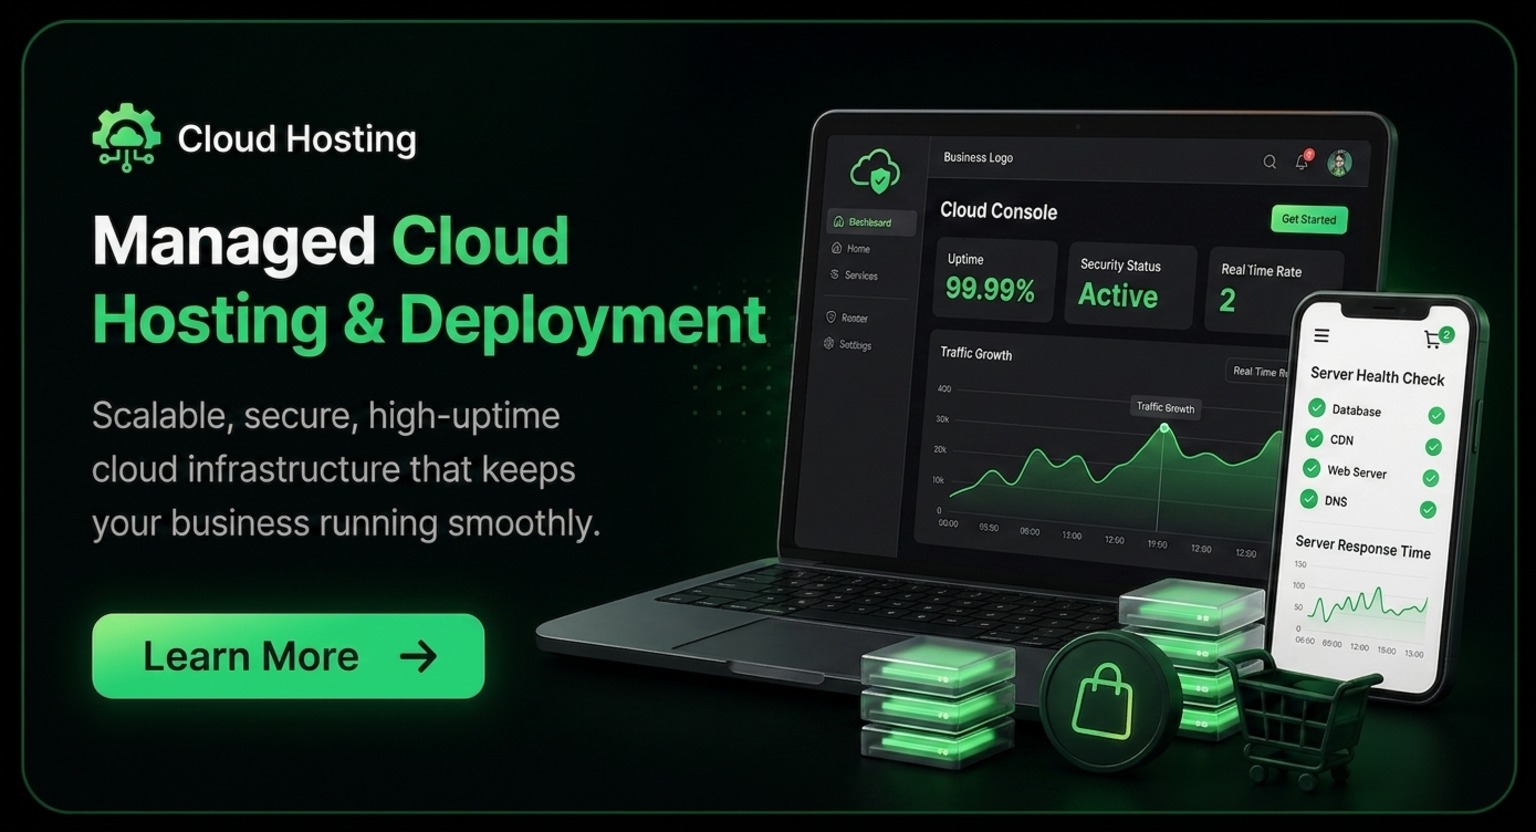 Cloud Hosting
Managed Cloud
Hosting & Deployment
Scalable, secure, high-uptime
cloud infrastructure that keeps
your business running smoothly.
Learn More →
Business Logo
Cloud Console
Get Started
Home
Services
Uptime
99.99%
Security Status
Active
Real Time Rate
2
Traffic Growth
Real Time
Traffic Growth
400
30k
20k
10k
0
00:00
06:00
12:00
12:00
12:00
2
Server Health Check
Database
CDN
Web Server
DNS
Server Response Time
150
100
50
0
12:00
13:00